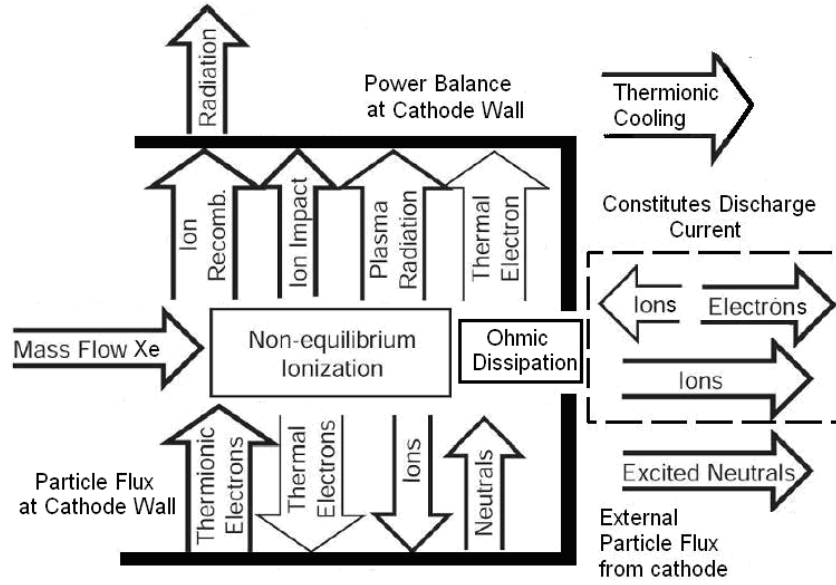 Radiation
Power Balance
at Cathode Wall
Thermionic
Cooling
Ion
Recomb.
Ion Impact
Plasma
Radiation
Thermal
Electron
Constitutes Discharge
Current
Ions
Electrons
Mass Flow Xe
Non-equilibrium
Ionization
Ohmic
Dissipation
Ions
Particle Flux
at Cathode Wall
Thermionic
Electrons
Thermal
Electrons
Ions
Neutrals
Excited Neutrals
External
Particle Flux
from cathode